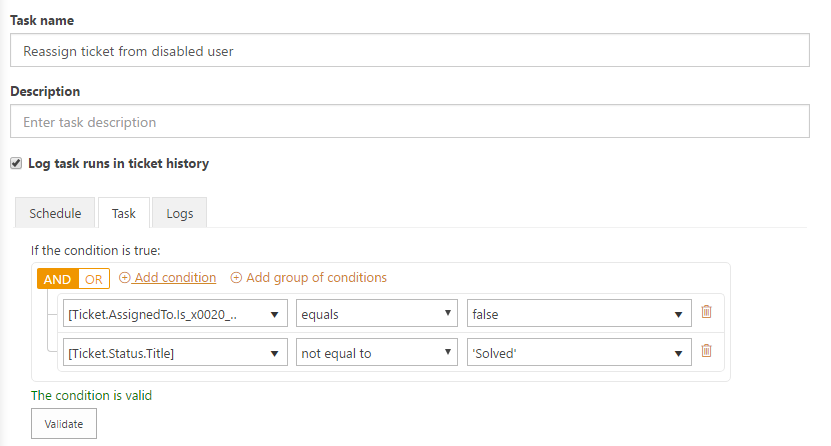 Task name
Reassign ticket from disabled user
Description
Enter task description
Log task runs in ticket history
Schedule Task Logs
If the condition is true:
AND OR Add condition Add group of conditions
[Ticket.AssignedTo.Is_x0020_.. equals false
[Ticket.Status.Title] not equal to 'Solved'
The condition is valid
Validate